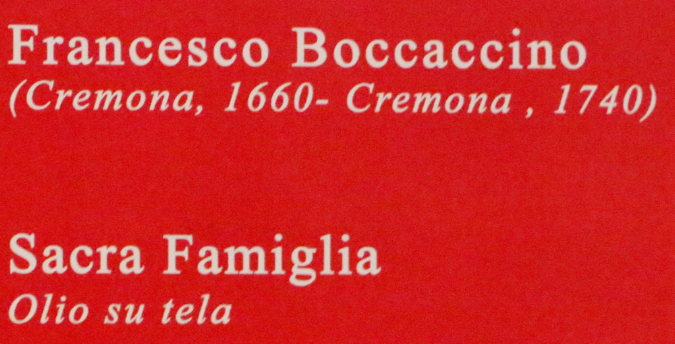 Francesco Boccaccino
(Cremona, 1660- Cremona , 1740)
Sacra Famiglia
Olio su tela